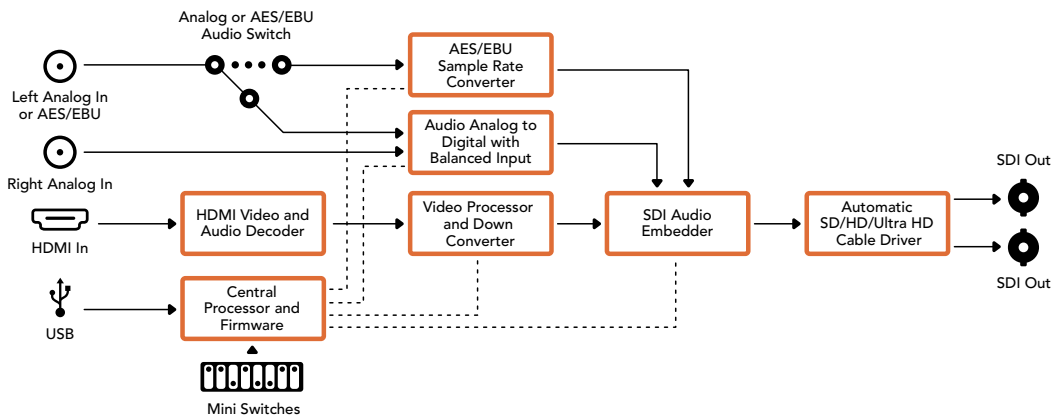 Analog or AES/EBU
Audio Switch
Left Analog In
or AES/EBU
AES/EBU
Sample Rate
Converter
Right Analog In
Audio Analog to
Digital with
Balanced Input
HDMI In
HDMI Video and
Audio Decoder
Video Processor
and Down
Converter
SDI Audio
Embedder
Automatic
SD/HD/Ultra HD
Cable Driver
SDI Out
SDI Out
USB
Central
Processor and
Firmware
Mini Switches